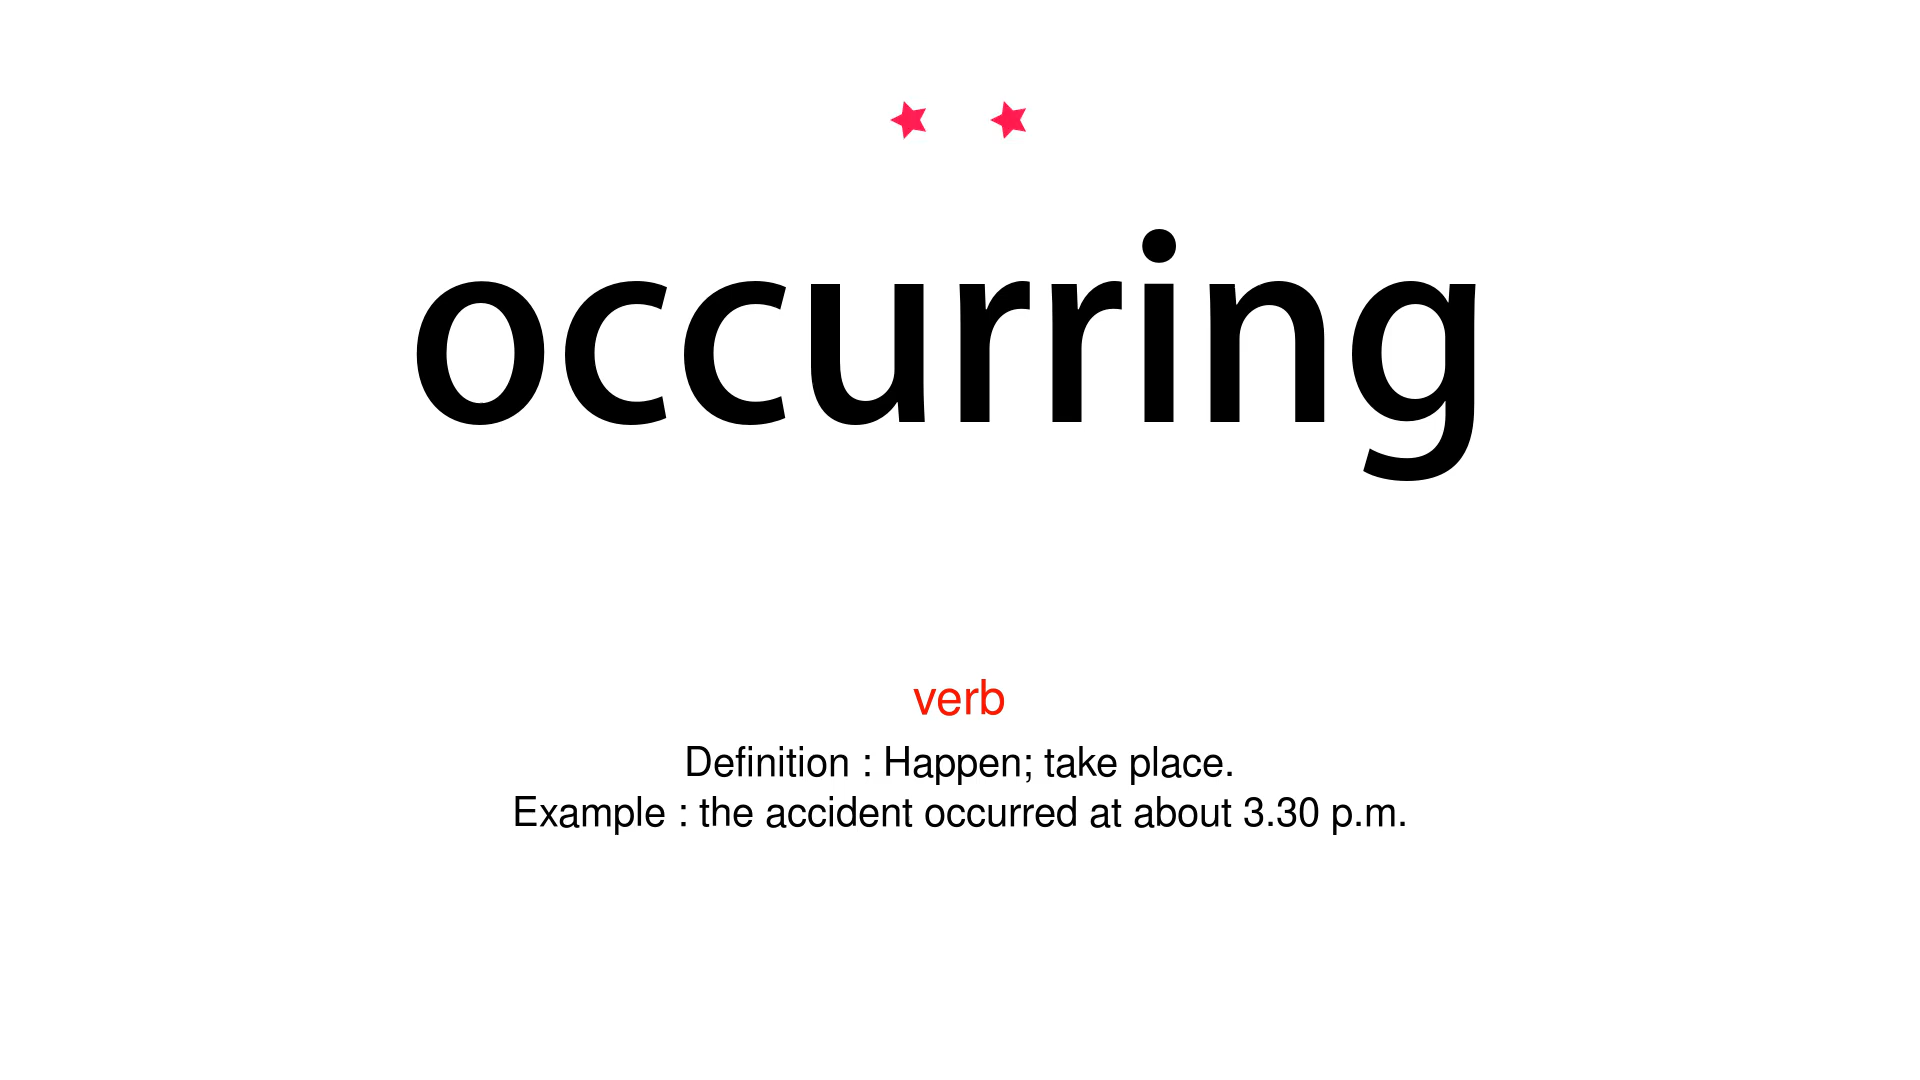 occurring
verb
Definition : Happen; take place.
Example : the accident occurred at about 3.30 p.m.